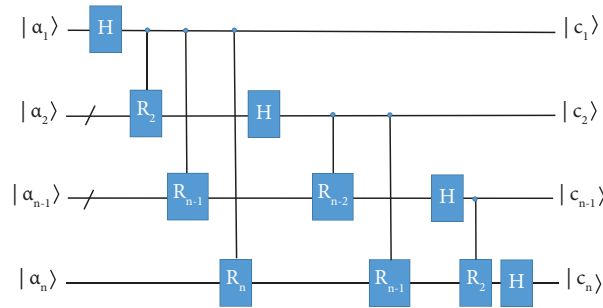 |α₁⟩ H |c₁⟩
|α₂⟩ R₂ H |c₂⟩
|αₙ₋₁⟩ Rₙ₋₁ Rₙ₋₂ H |cₙ₋₁⟩
|αₙ⟩ Rₙ Rₙ₋₁ R₂ H |cₙ⟩